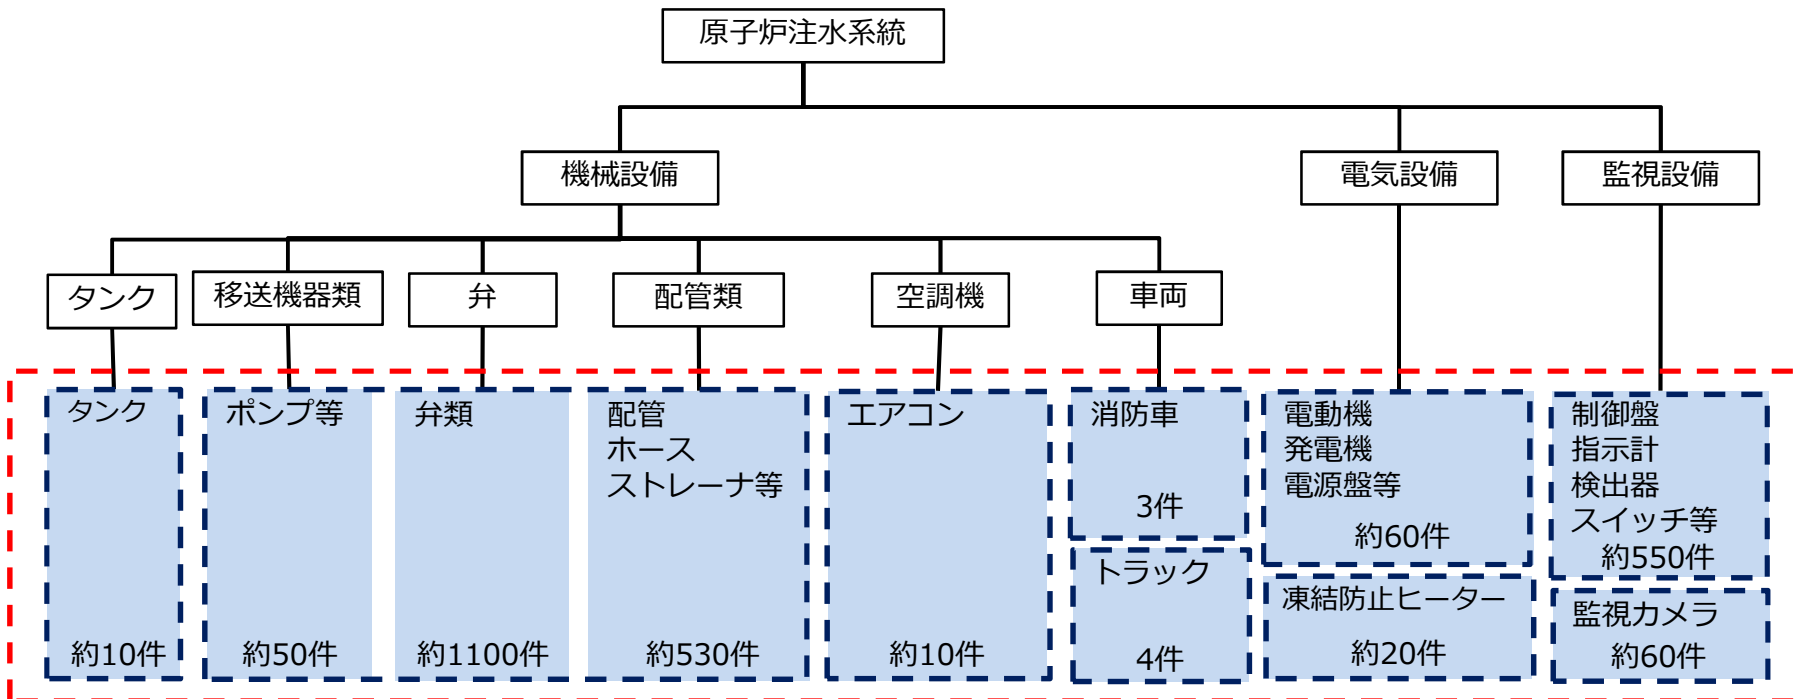 原子炉注水系統
機械設備
電気設備
監視設備
タンク
移送機器類
弁
配管類
空調機
車両
タンク
約10件
ポンプ等
約50件
弁類
約1100件
配管
ホース
ストレーナ等
約530件
エアコン
約10件
消防車
3件
トラック
4件
電動機
発電機
電源盤等
約60件
凍結防止ヒーター
約20件
制御盤
指示計
検出器
スイッチ等
約550件
監視カメラ
約60件